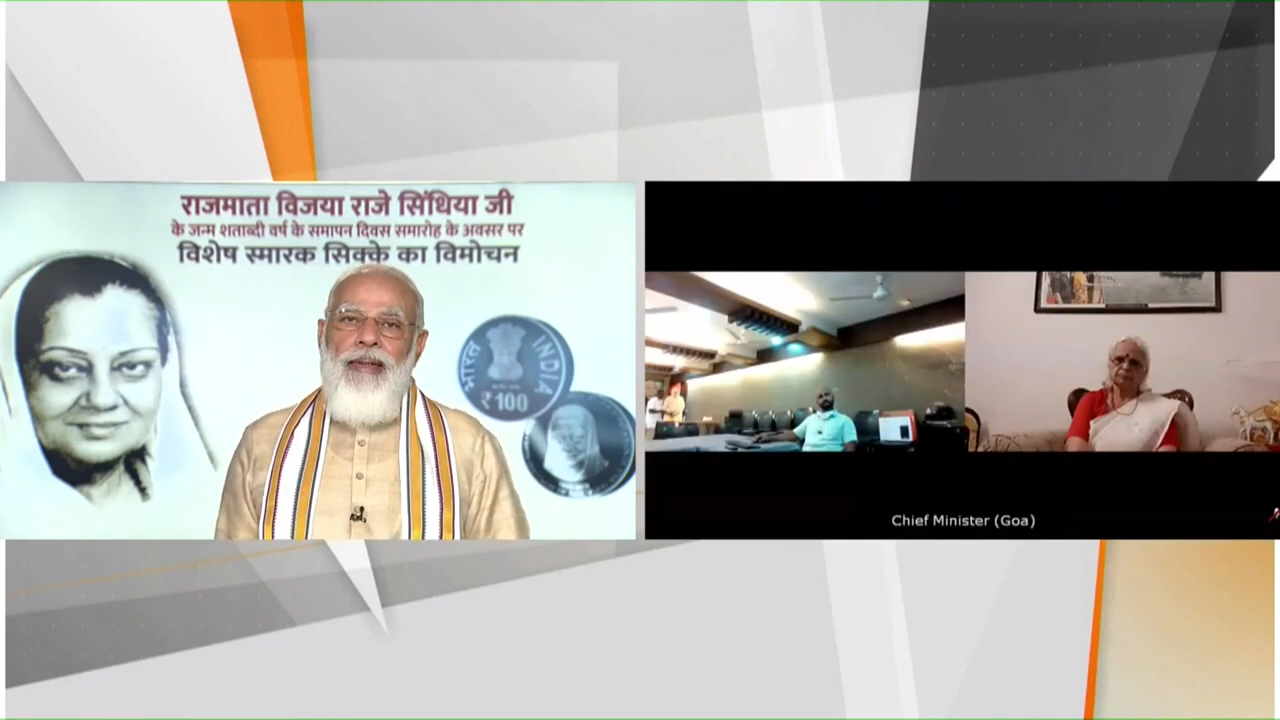 राजमाता विजया राजे सिंधिया जी
के जन्म शताब्दी वर्ष के समापन दिवस समारोह के अवसर पर
विशेष स्मारक सिक्के का विमोचन
भारत
INDIA
₹100
Chief Minister (Goa)